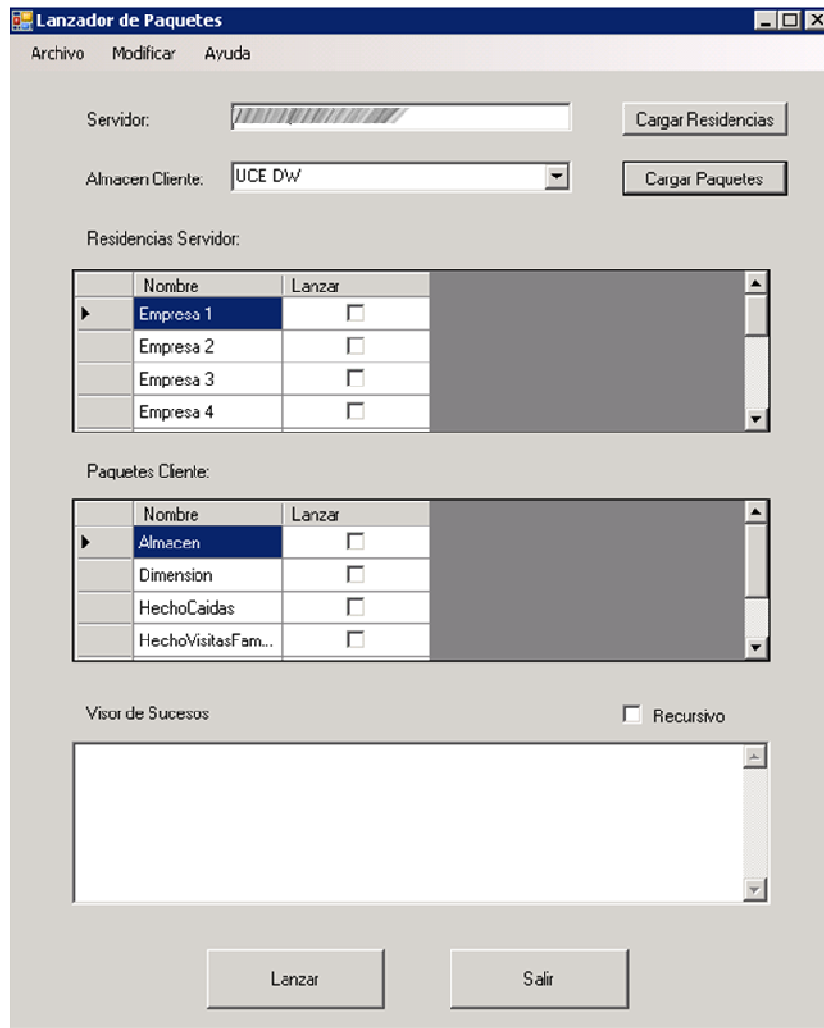 Lanzador de Paquetes
Archivo Modificar Ayuda
Servidor: Cargar Residencias
Almacen Cliente: UCE DW Cargar Paquetes
Residencias Servidor:
Nombre Lanzar
Empresa 1
Empresa 2
Empresa 3
Empresa 4
Paquetes Cliente:
Nombre Lanzar
Almacen
Dimension
HechoCaidas
HechoVisitasFam...
Visor de Sucesos Recursivo
Lanzar Salir